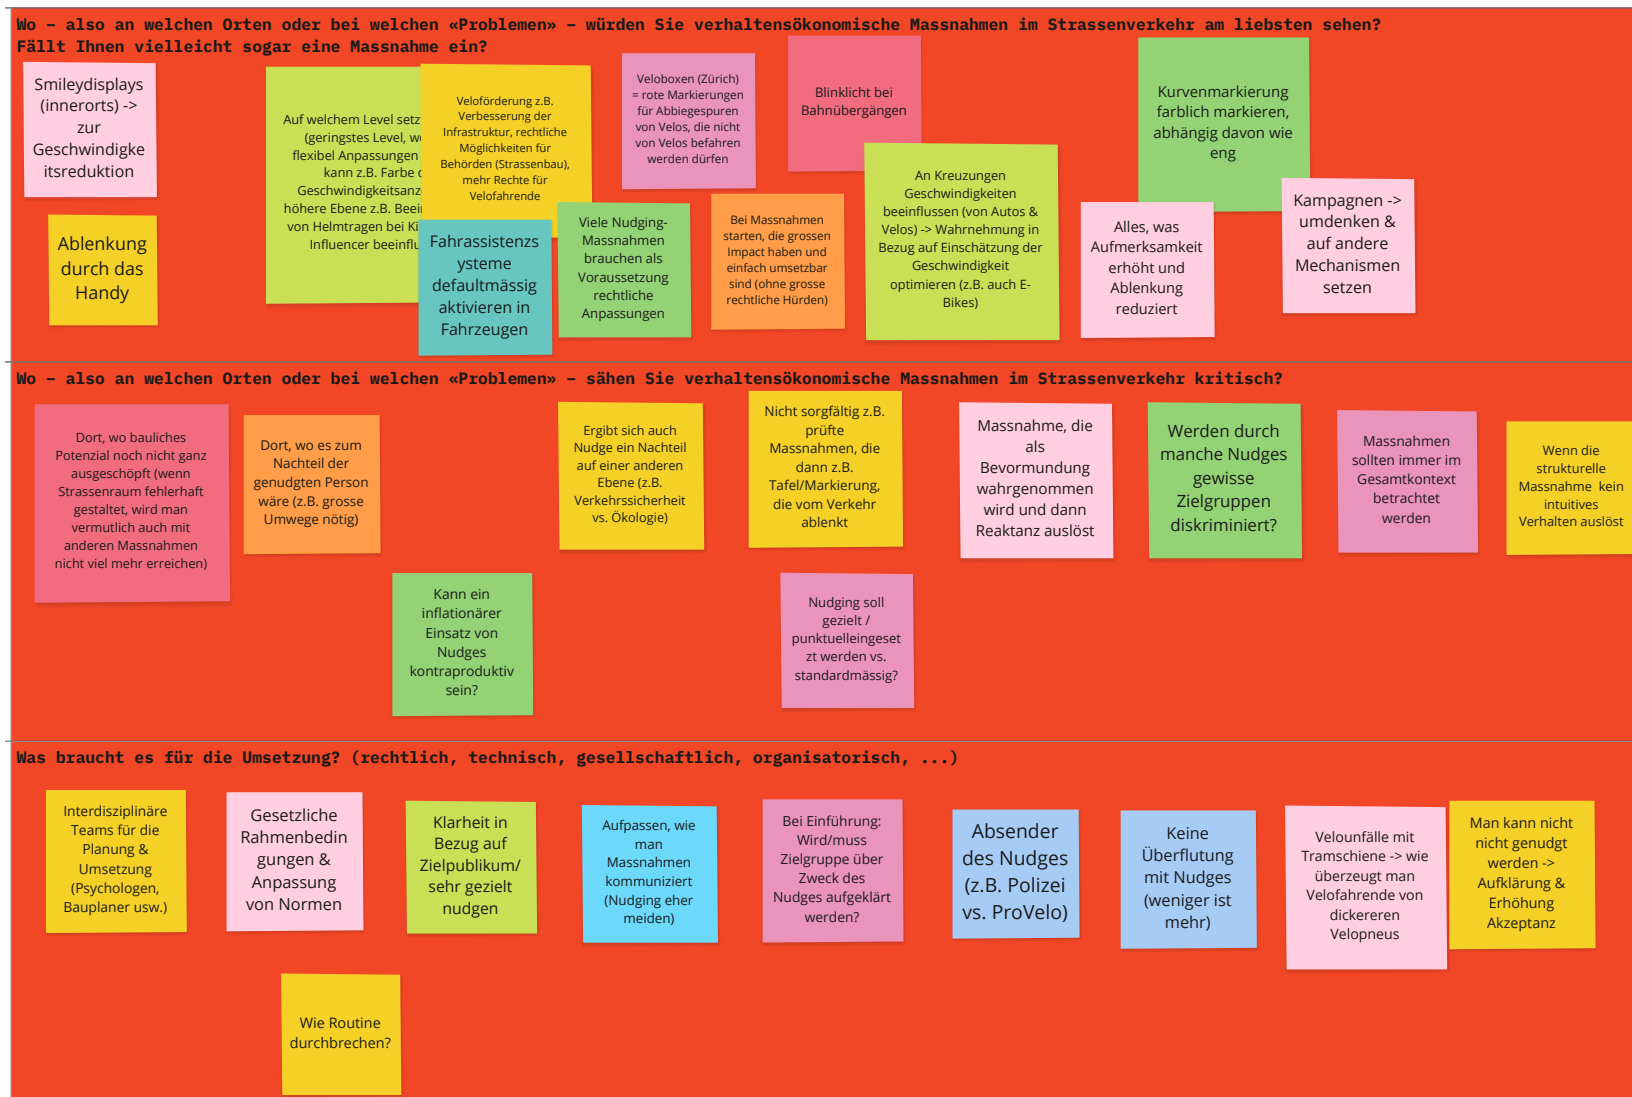 Wo – also an welchen Orten oder bei welchen «Problemen» – würden Sie verhaltensökonomische Massnahmen im Strassenverkehr am liebsten sehen?
Fällt Ihnen vielleicht sogar eine Massnahme ein?
Smileydisplays
(innerorts) ->
zur
Geschwindigke
itsreduktion
Ablenkung
durch das
Handy
Auf welchem Level setz
(geringstes Level, w
flexibel Anpassungen
kann z.B. Farbe
Geschwindigkeitsanz
höhere Ebene z.B. Beei
von Helmtragen bei Ki
Influencer beeinflu
Veloförderung z.B.
Verbesserung der
Infrastruktur, rechtliche
Möglichkeiten für
Behörden (Strassenbau),
mehr Rechte für
Velofahrende
Fahrassistenzs
ysteme
defaultmässig
aktivieren in
Fahrzeugen
Viele Nudging-
Massnahmen
brauchen als
Voraussetzung
rechtliche
Anpassungen
Veloboxen (Zürich)
= rote Markierungen
für Abbiegespuren
von Velos, die nicht
von Velos befahren
werden dürfen
Bei Massnahmen
starten, die grossen
Impact haben und
einfach umsetzbar
sind (ohne grosse
rechtliche Hürden)
Blinklicht bei
Bahnübergängen
An Kreuzungen
Geschwindigkeiten
beeinflussen (von Autos &
Velos) -> Wahrnehmung in
Bezug auf Einschätzung der
Geschwindigkeit
optimieren (z.B. auch E-
Bikes)
Kurvenmarkierung
farblich markieren,
abhängig davon wie
eng
Alles, was
Aufmerksamkeit
erhöht und
Ablenkung
reduziert
Kampagnen ->
umdenken &
auf andere
Mechanismen
setzen
Wo – also an welchen Orten oder bei welchen «Problemen» – sähen Sie verhaltensökonomische Massnahmen im Strassenverkehr kritisch?
Dort, wo bauliches
Potenzial noch nicht ganz
ausgeschöpft (wenn
Strassenraum fehlerhaft
gestaltet, wird man
vermutlich auch mit
anderen Massnahmen
nicht viel mehr erreichen)
Dort, wo es zum
Nachteil der
genudgten Person
wäre (z.B. grosse
Umwege nötig)
Kann ein
inflationärer
Einsatz von
Nudges
kontraproduktiv
sein?
Ergibt sich auch
Nudge ein Nachteil
auf einer anderen
Ebene (z.B.
Verkehrssicherheit
vs. Ökologie)
Nicht sorgfältig z.B.
prüfte
Massnahmen, die
dann z.B.
Tafel/Markierung,
die vom Verkehr
ablenkt
Nudging soll
gezielt /
punktuelleingeset
zt werden vs.
standardmässig?
Massnahme, die
als
Bevormundung
wahrgenommen
wird und dann
Reaktanz auslöst
Werden durch
manche Nudges
gewisse
Zielgruppen
diskriminiert?
Massnahmen
sollten immer im
Gesamtkontext
betrachtet
werden
Wenn die
strukturelle
Massnahme kein
intuitives
Verhalten auslöst
Was braucht es für die Umsetzung? (rechtlich, technisch, gesellschaftlich, organisatorisch, ...)
Interdisziplinäre
Teams für die
Planung &
Umsetzung
(Psychologen,
Bauplaner usw.)
Gesetzliche
Rahmenbedin
gungen &
Anpassung
von Normen
Klarheit in
Bezug auf
Zielpublikum/
sehr gezielt
nudgen
Aufpassen, wie
man
Massnahmen
kommuniziert
(Nudging eher
meiden)
Bei Einführung:
Wird/muss
Zielgruppe über
Zweck des
Nudges aufgeklärt
werden?
Absender
des Nudges
(z.B. Polizei
vs. ProVelo)
Keine
Überflutung
mit Nudges
(weniger ist
mehr)
Velounfälle mit
Tramschiene -> wie
überzeugt man
Velofahrende von
dickereren
Velopneus
Man kann nicht
nicht genudgt
werden ->
Aufklärung &
Erhöhung
Akzeptanz
Wie Routine
durchbrechen?